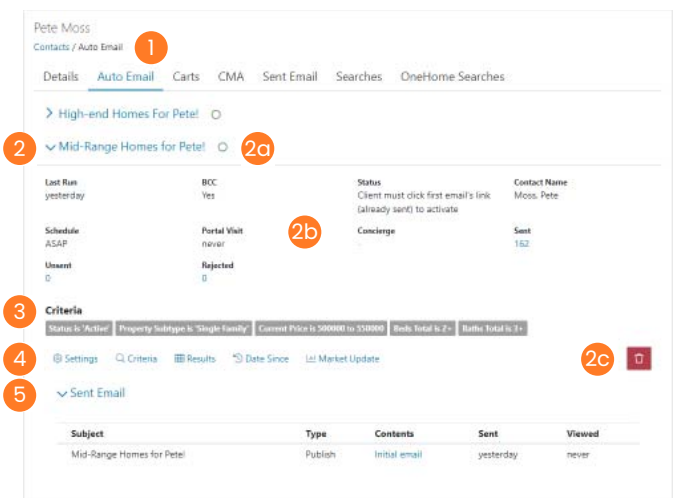 Pete Moss
Contacts / Auto Email
1
Details Auto Email Carts CMA Sent Email Searches OneHome Searches
High-end Homes For Pete!
2 Mid-Range Homes for Pete! 2a
Last Run BCC Status Contact Name
yesterday Yes Client must click first email's link Moss, Pete
(already sent) to activate
Schedule Portal Visit 2b Concierge Sent
ASAP never - 162
Unsent Rejected
0 0
3 Criteria
Status is 'Active' Property Subtype is 'Single Family' Current Price is 500000 to 550000 Beds Total is 2+ Baths Total is 3+
4 Settings Criteria Results Date Since Market Update 2c
5 Sent Email
Subject Type Contents Sent Viewed
Mid-Range Homes for Pete! Publish Initial email yesterday never